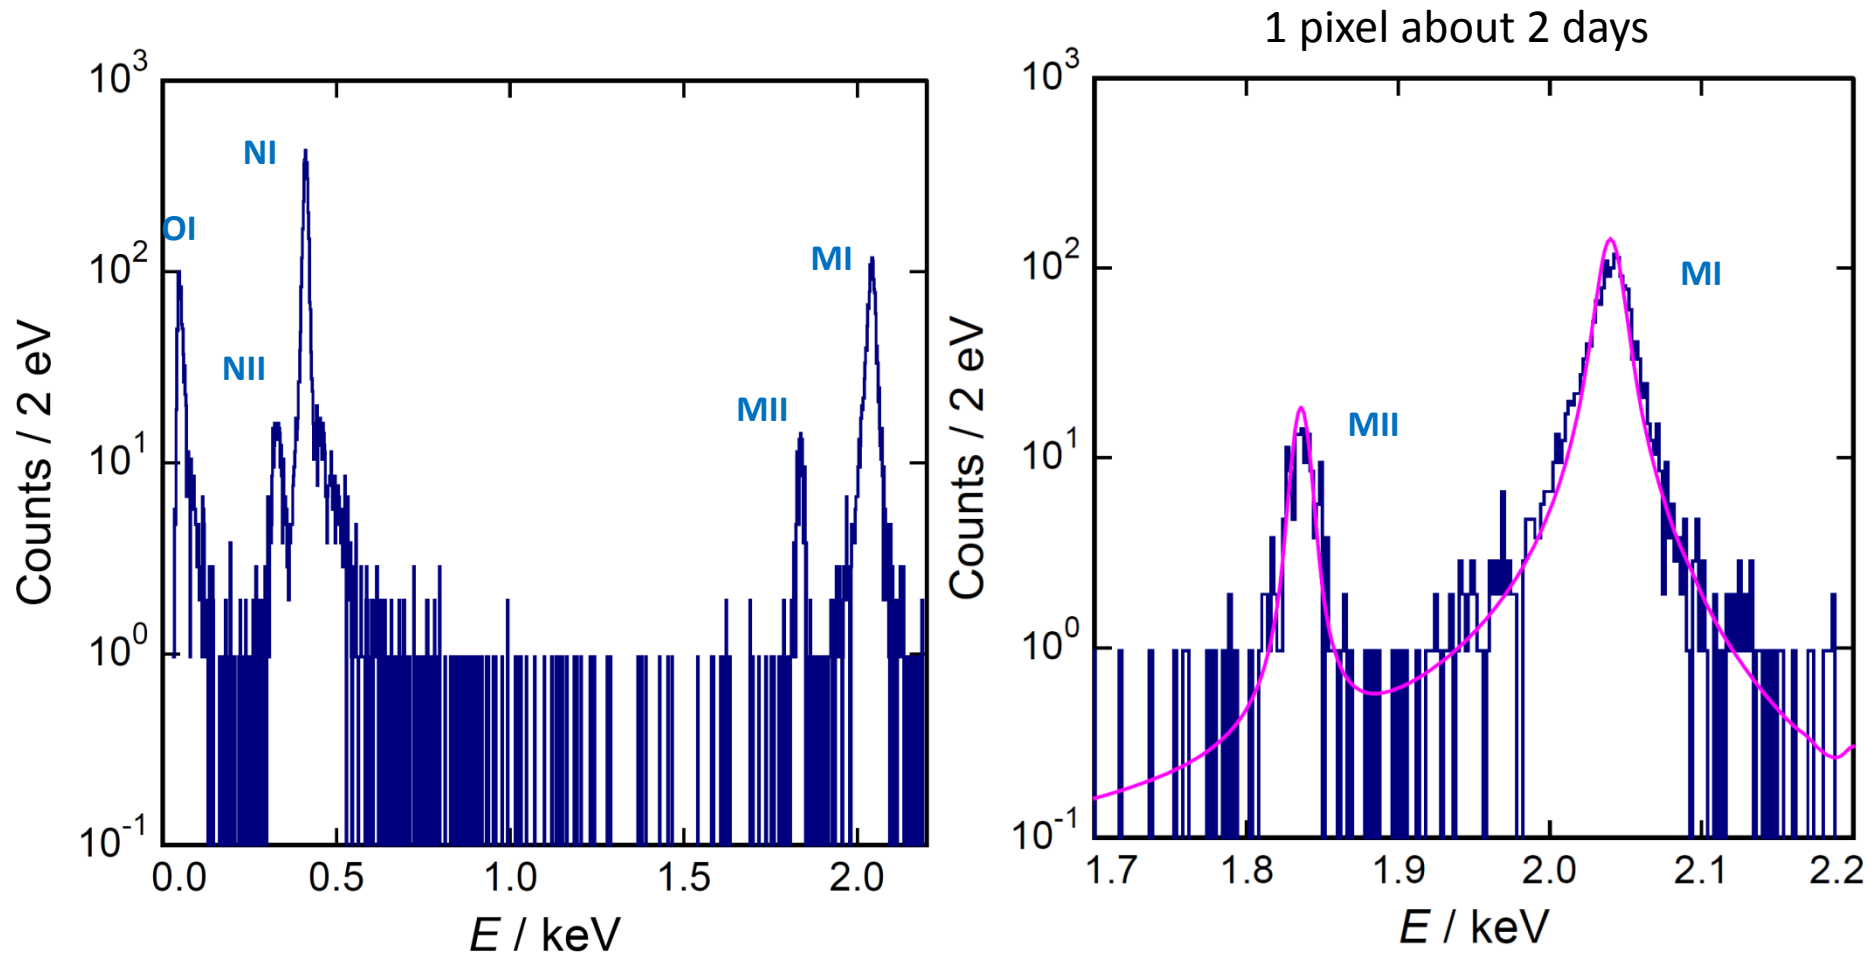 1 pixel about 2 days
10^3
10^2
10^1
10^0
10^-1
Counts / 2 eV
OI
NI
NII
MII
MI
0.0 0.5 1.0 1.5 2.0
E / keV
10^3
10^2
10^1
10^0
10^-1
Counts / 2 eV
MII
MI
1.7 1.8 1.9 2.0 2.1 2.2
E / keV